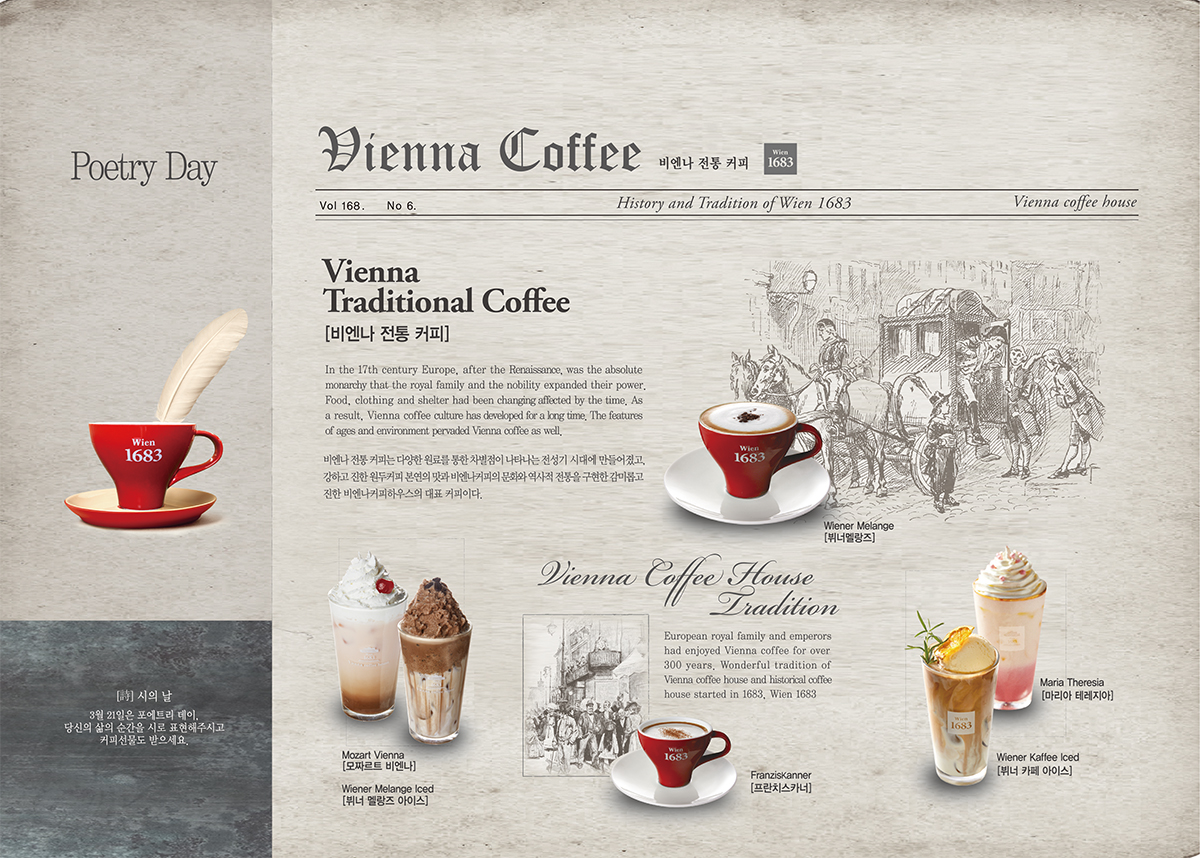 Poetry Day
Wien
1683
[詩] 시의 날
3월 21일은 포에트리 데이,
당신의 삶의 순간을 시로 표현해주시고
커피선물도 받으세요.
Vienna Coffee 비엔나 전통 커피 Wien 1683
Vol 168. No 6. History and Tradition of Wien 1683 Vienna coffee house
Vienna
Traditional Coffee
[비엔나 전통 커피]
In the 17th century Europe, after the Renaissance, was the absolute
monarchy that the royal family and the nobility expanded their power.
Food, clothing and shelter had been changing affected by the time. As
a result, Vienna coffee culture has developed for a long time. The features
of ages and environment pervaded Vienna coffee as well.
비엔나 전통 커피는 다양한 원료를 통한 차별점이 나타나는 전성기 시대에 만들어졌고,
강하고 진한 원두커피 본연의 맛과 비엔나커피의 문화와 역사적 전통을 구현한 감미롭고
진한 비엔나커피하우스의 대표 커피이다.
Wien
1683
Wiener Melange
[뷔너멜랑즈]
Mozart Vienna
[모짜르트 비엔나]
Wiener Melange Iced
[뷔너 멜랑즈 아이스]
Vienna Coffee House
Tradition
European royal family and emperors
had enjoyed Vienna coffee for over
300 years. Wonderful tradition of
Vienna coffee house and historical coffee
house started in 1683, Wien 1683
Wien
1683
FranzisKanner
[프란치스카너]
Maria Theresia
[마리아 테레지아]
Wien
1683
Wiener Kaffee Iced
[뷔너 카페 아이스]